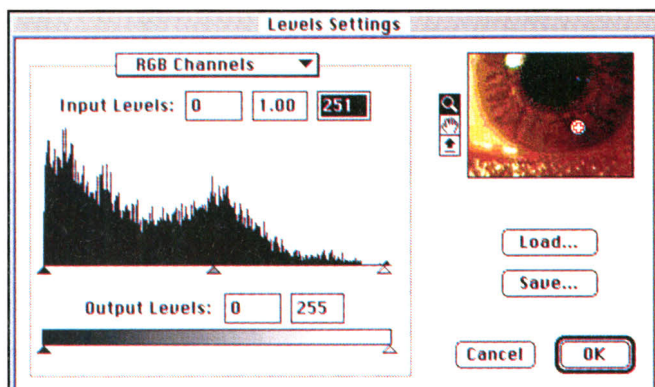 Levels Settings
RGB Channels
Input Levels: 0 1.00 251
Output Levels: 0 255
Load...
Save...
Cancel OK